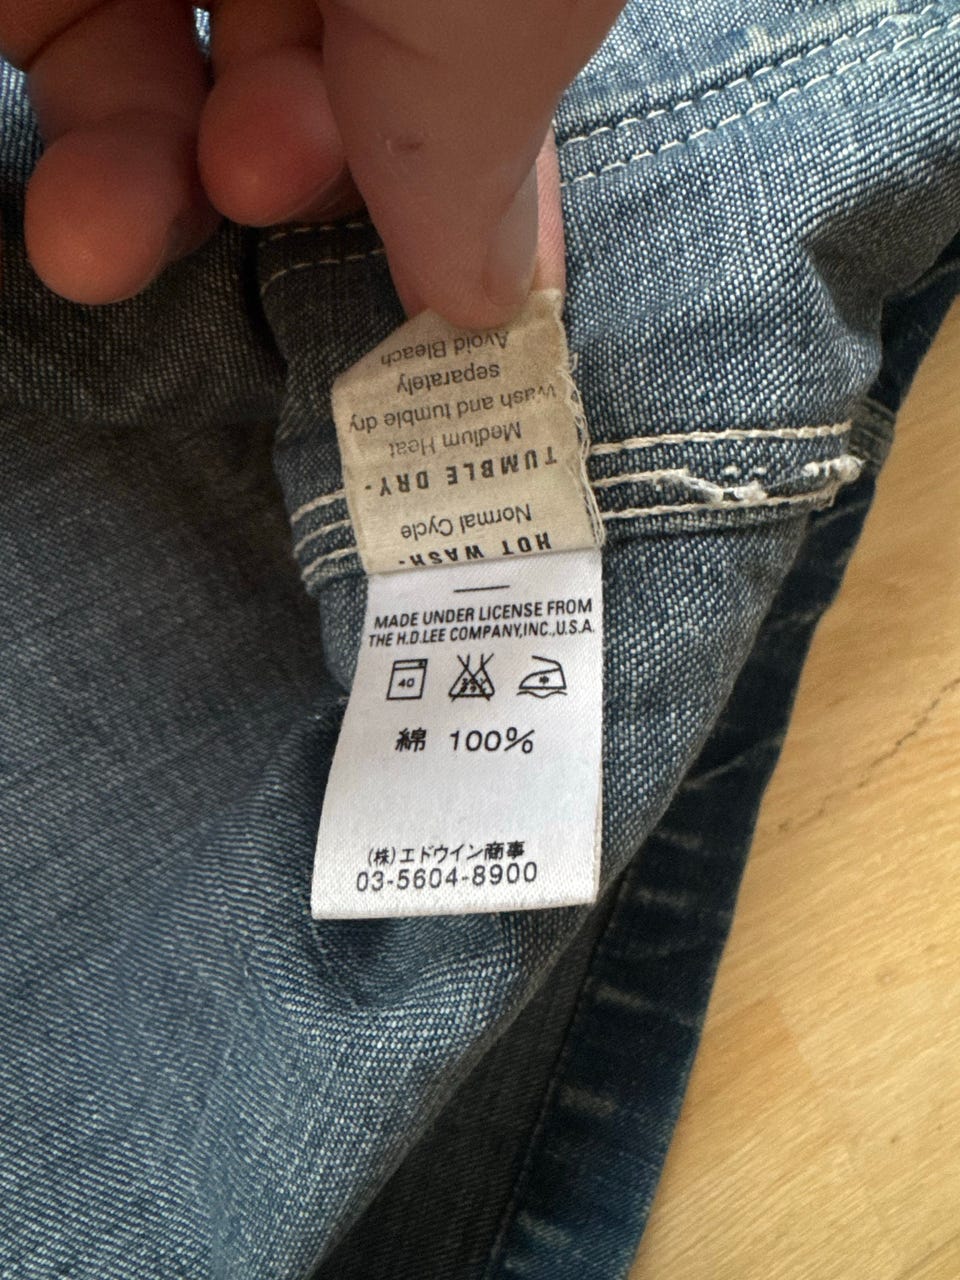 HOT WASH-
Normal Cycle
TUMBLE DRY-
Medium Heat
Wash and tumble dry
separately
Avoid Bleach
MADE UNDER LICENSE FROM
THE H.D.LEE COMPANY,INC.,U.S.A.
40
中
綿 100%
(株)エドウイン商事
03-5604-8900